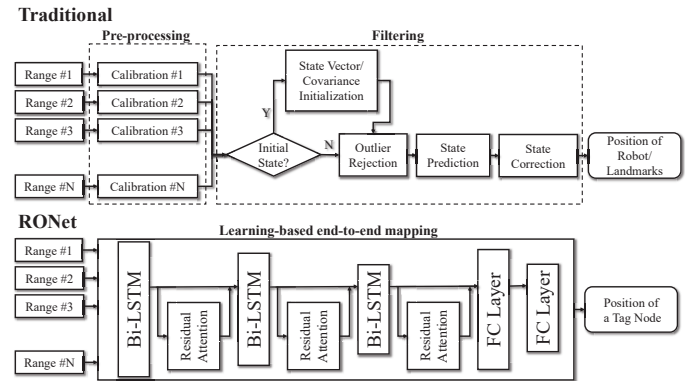 Traditional
Pre-processing
Filtering
Range #1
Calibration #1
Range #2
Calibration #2
Range #3
Calibration #3
Range #N
Calibration #N
State Vector/
Covariance
Initialization
Y
N
Initial
State?
Outlier
Rejection
State
Prediction
State
Correction
Position of
Robot/
Landmarks
RONet
Learning-based end-to-end mapping
Range #1
Range #2
Range #3
Range #N
Bi-LSTM
Residual
Attention
Bi-LSTM
Residual
Attention
Bi-LSTM
Residual
Attention
FC Layer
FC Layer
Position of
a Tag Node